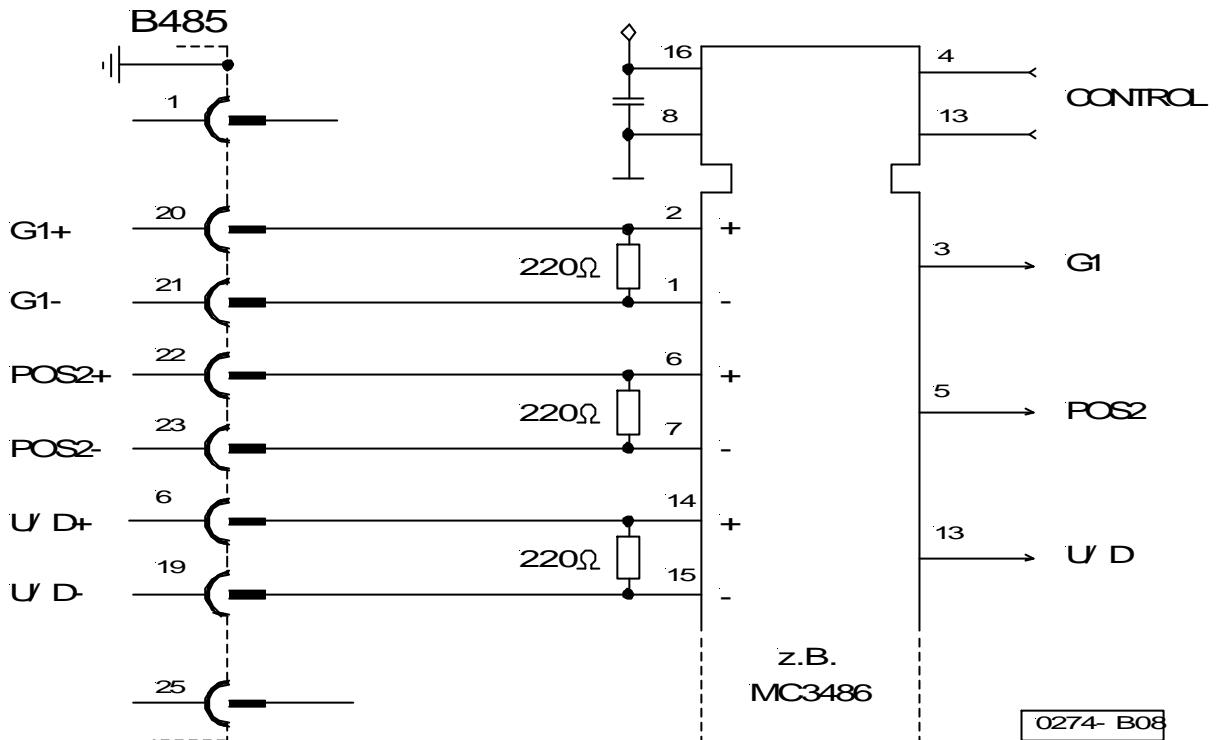 B485
1
16
8
4
13
CONTROL
G1+ 20
220Ω
2 +
3 G1
G1- 21
1 -
POS2+ 22
220Ω
6 +
5 POS2
POS2- 23
7 -
U/ D+ 6
220Ω
14 +
13 U/ D
U/ D- 19
15 -
25
z.B.
MC3486
0274- B08